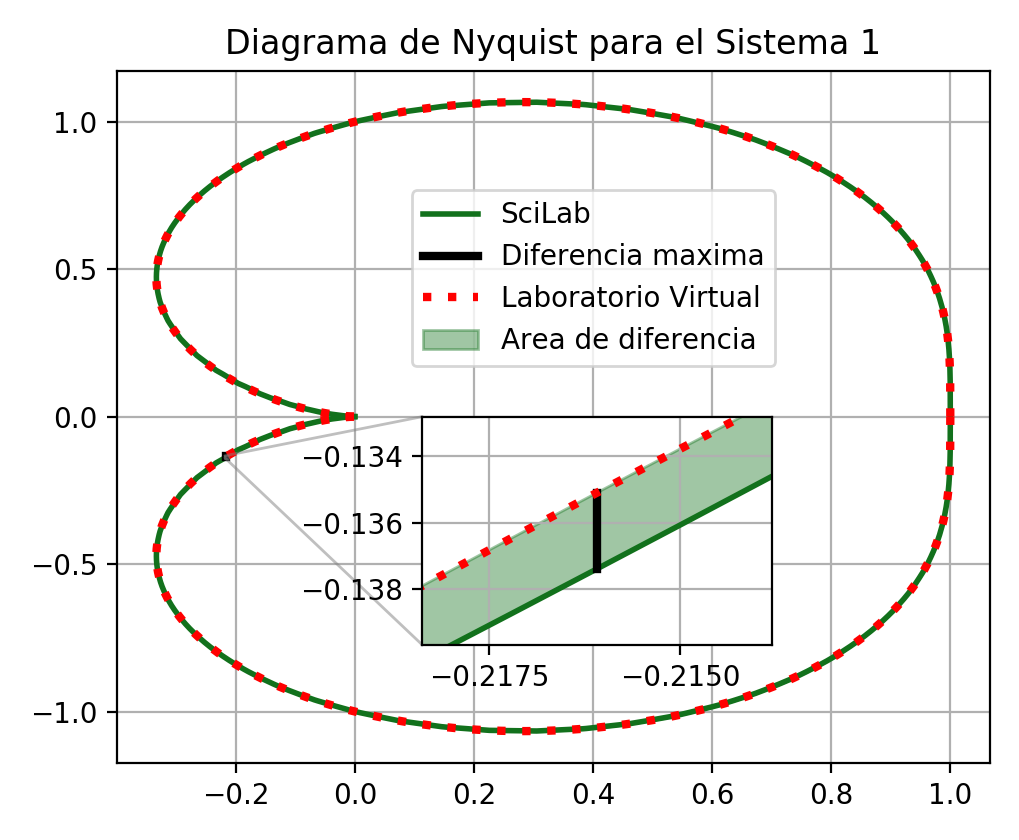 Diagrama de Nyquist para el Sistema 1
1.0
0.5
0.0
−0.5
−1.0
SciLab
Diferencia maxima
Laboratorio Virtual
Area de diferencia
−0.134
−0.136
−0.138
−0.2175 −0.2150
−0.2 0.0 0.2 0.4 0.6 0.8 1.0